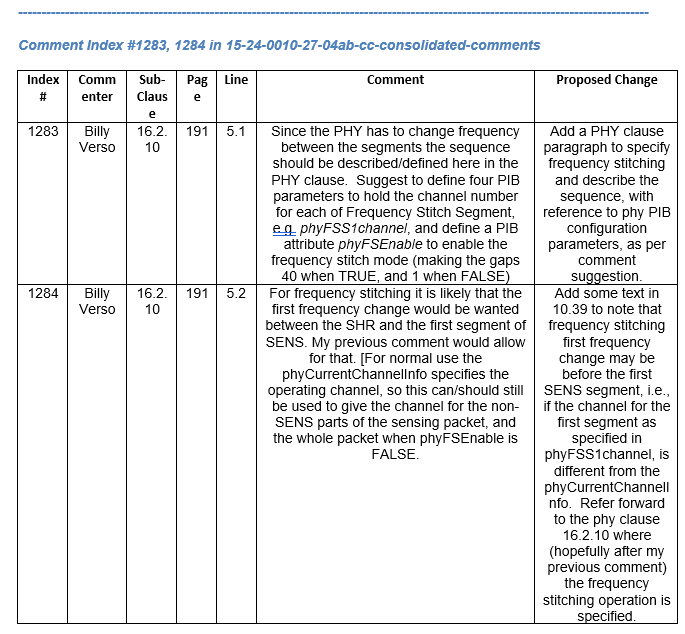 Comment Index #1283, 1284 in 15-24-0010-27-04ab-cc-consolidated-comments
Index # Comm enter Sub-Claus e Pag e Line Comment Proposed Change
1283 Billy Verso 16.2. 10 191 5.1
Since the PHY has to change frequency
between the segments the sequence
should be described/defined here in the
PHY clause. Suggest to define four PIB
parameters to hold the channel number
for each of Frequency Stitch Segment,
e.g. phyFSS1channel, and define a PIB
attribute phyFSEnable to enable the
frequency stitch mode (making the gaps
40 when TRUE, and 1 when FALSE)
Add a PHY clause
paragraph to specify
frequency stitching
and describe the
sequence, with
reference to phy PIB
configuration
parameters, as per
comment
suggestion.
1284 Billy Verso 16.2. 10 191 5.2
For frequency stitching it is likely that the
first frequency change would be wanted
between the SHR and the first segment of
SENS. My previous comment would allow
for that. [For normal use the
phyCurrentChannelInfo specifies the
operating channel, so this can/should still
be used to give the channel for the non-
SENS parts of the sensing packet, and
the whole packet when phyFSEnable is
FALSE.
Add some text in
10.39 to note that
frequency stitching
first frequency
change may be
before the first
SENS segment, i.e.,
if the channel for the
first segment as
specified in
phyFSS1channel, is
different from the
phyCurrentChannelI
nfo. Refer forward
to the phy clause
16.2.10 where
(hopefully after my
previous comment)
the frequency
stitching operation is
specified.